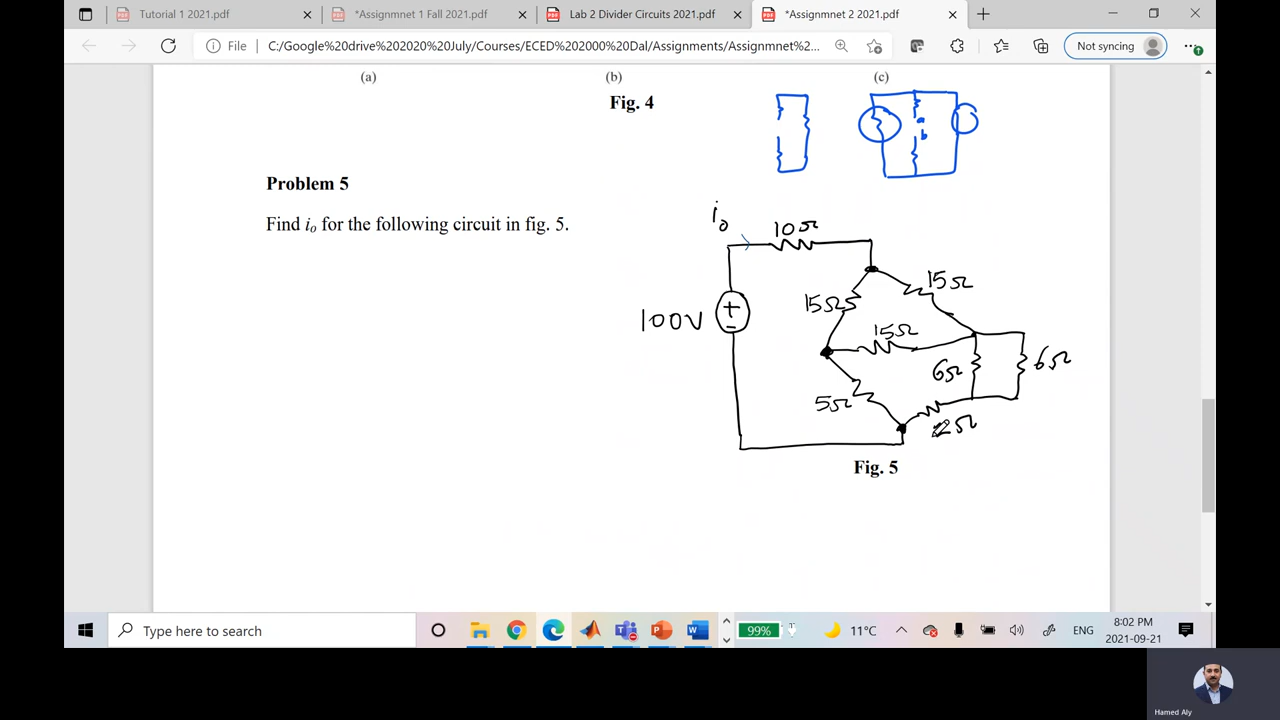 Tutorial 1 2021.pdf
*Assignmnet 1 Fall 2021.pdf
Lab 2 Divider Circuits 2021.pdf
*Assignmnet 2 2021.pdf
File
C:/Google%20drive%202020%20July/Courses/ECED%202000%20Dal/Assignments/Assignmnet%...
Not syncing
(a)
(b)
(c)
Fig. 4
a
b
Problem 5
Find io for the following circuit in fig. 5.
io
10Ω
15Ω
15Ω
100V
+
-
15Ω
6Ω
6Ω
5Ω
2Ω
Fig. 5
Type here to search
99%
11°C
ENG
8:02 PM
2021-09-21
Hamed Aly